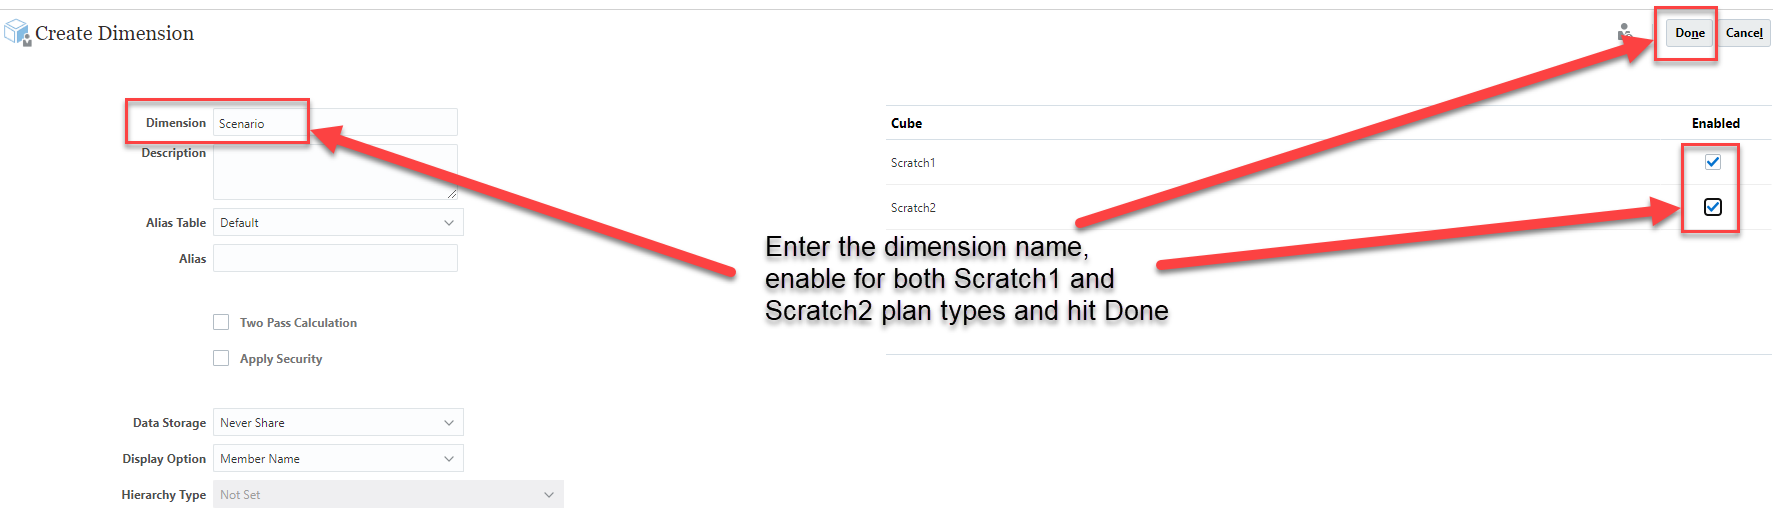 Create Dimension
Done
Cancel
Dimension Scenario
Description
Alias Table Default
Alias
Two Pass Calculation
Apply Security
Data Storage Never Share
Display Option Member Name
Hierarchy Type Not Set
Cube Enabled
Scratch1
Scratch2
Enter the dimension name,
enable for both Scratch1 and
Scratch2 plan types and hit Done